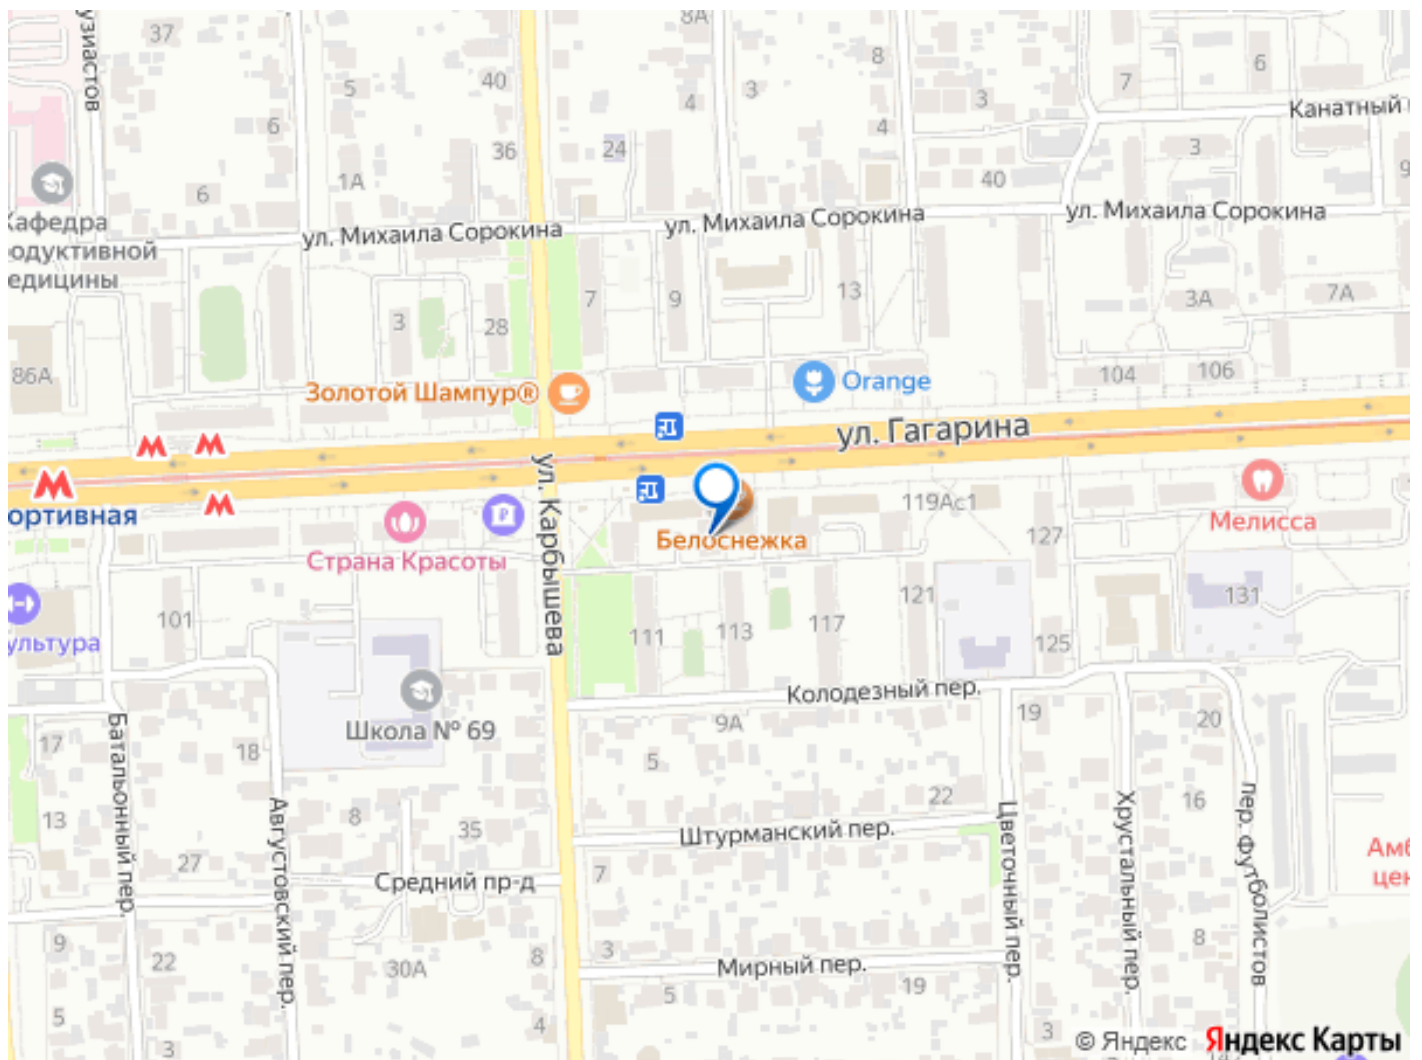 узиастов
37
8А
40
5
3
4
8
3
4
7
6
Канатный
6
36
24
1А
6
40
3
9
Кафедра
одуктивной
едицины
ул. Михаила Сорокина
ул. Михаила Сорокина
ул. Михаила Сорокина
7
9
13
3А
7А
3
28
86А
Золотой Шампур®
Orange
104
106
ул. Гагарина
ортивная
Страна Красоты
ул. Карбышева
Белоснежка
119Ас1
127
Мелисса
101
ультура
111
113
117
121
125
131
Школа № 69
Колодезный пер.
9А
19
20
17
18
5
22
16
13
Батальонный пер.
Августовский пер.
8
35
27
Штурманский пер.
Цветочный пер.
Хрустальный пер.
пер. Футболистов
Средний пр-д
7
Амб
цен
9
22
30А
8
3
Мирный пер.
19
5
8
5
3
4
3
© Яндекс Яндекс Карты